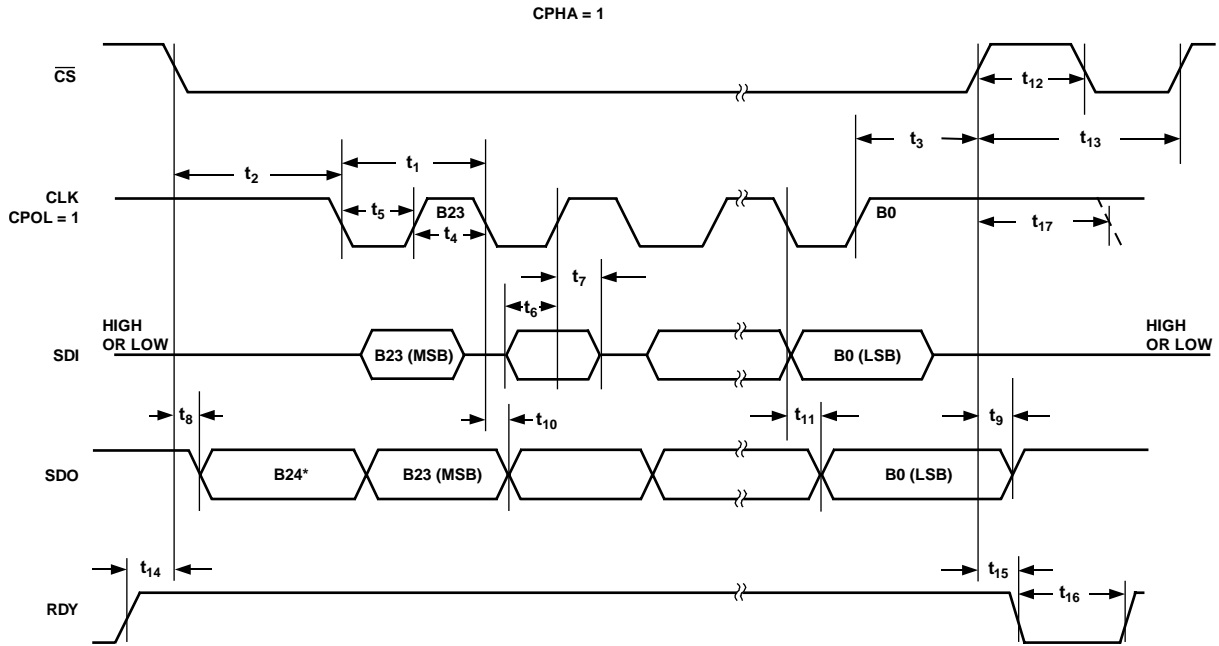 CPHA = 1
CS
t12
t3
t13
t1
t2
CLK
CPOL = 1
t5
B23
t4
B0
t17
t7
t6
HIGH
OR LOW
SDI
B23 (MSB)
B0 (LSB)
HIGH
OR LOW
t8
t10
t11
t9
SDO
B24*
B23 (MSB)
B0 (LSB)
t14
t15
t16
RDY